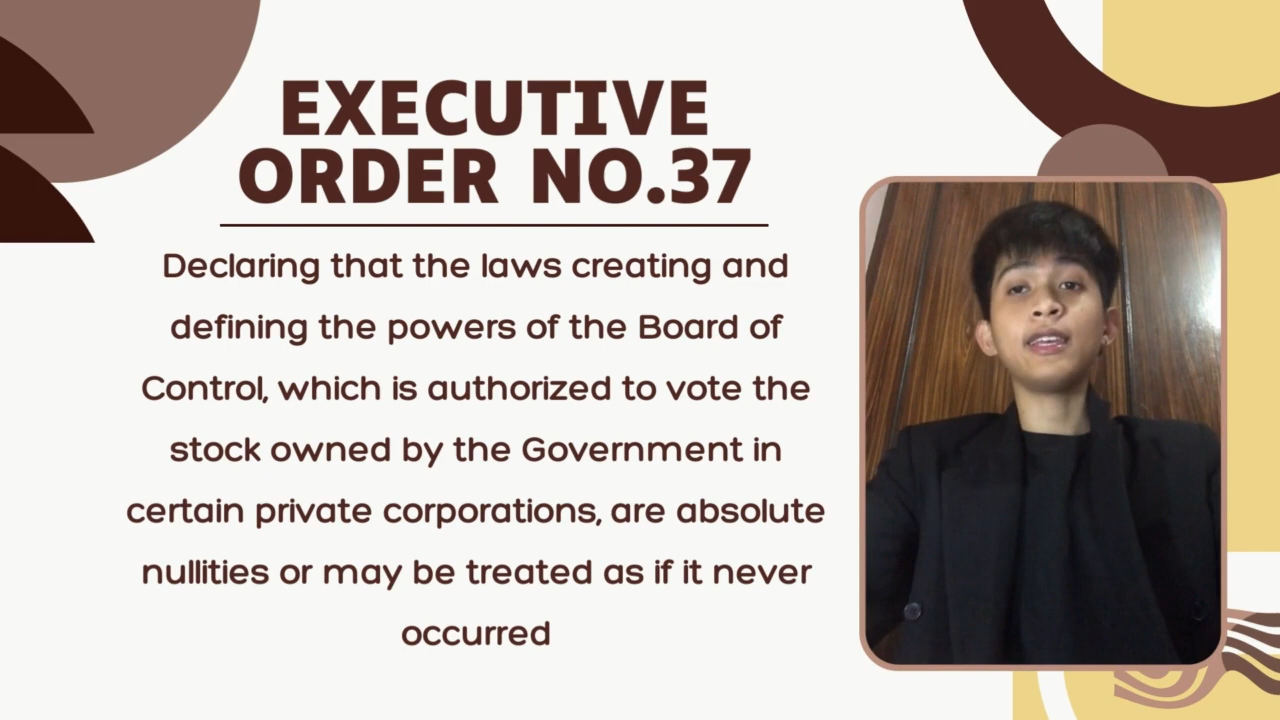 EXECUTIVE
ORDER NO.37
Declaring that the laws creating and
defining the powers of the Board of
Control, which is authorized to vote the
stock owned by the Government in
certain private corporations, are absolute
nullities or may be treated as if it never
occurred